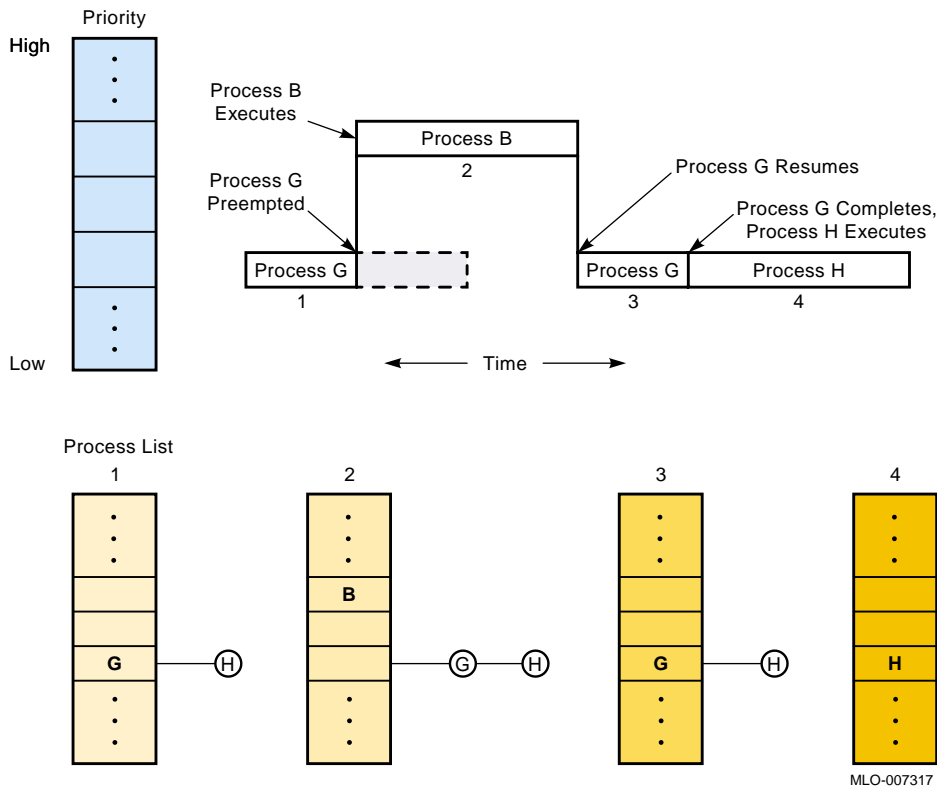 Priority
High
Low
Process B
Executes
Process B
2
Process G
Preempted
Process G Resumes
Process G Completes,
Process H Executes
Process G
1
Process G
3
Process H
4
Time
Process List
1
2
3
4
B
G
H
G
H
G
H
H
MLO-007317